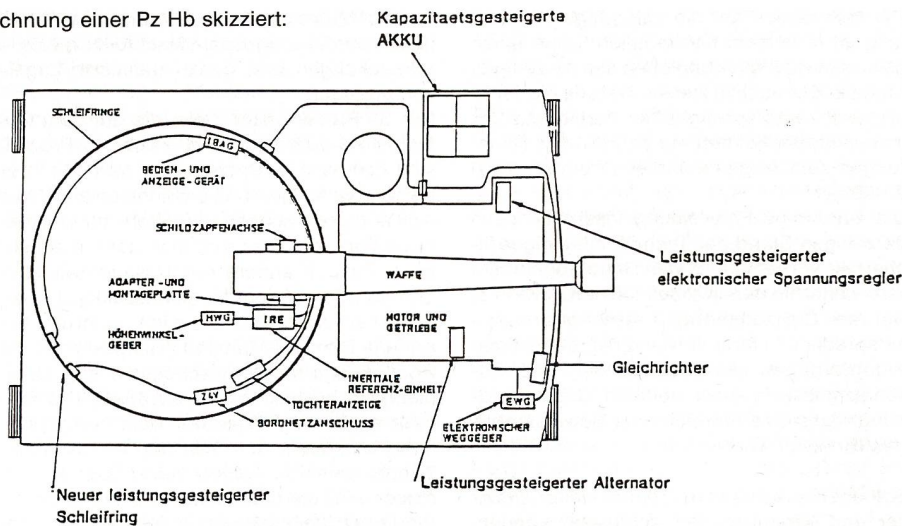 chnung einer Pz Hb skizziert:
Kapazitaetsgesteigerte
AKKU
SCHLEIFRINGE
IBAG
BEDIEN - UND
ANZEIGE - GERÄT
SCHILDZAPFENACHSE
ADAPTER - UND
MONTAGEPLATTE
HWG
IRE
HÖHENWINKEL-
GEBER
WAFFE
MOTOR UND
GETRIEBE
Leistungsgesteigerter
elektronischer Spannungsregler
Gleichrichter
INERTIALE
REFERENZ-EINHEIT
TOCHTERANZEIGE
ZLV
BORDNETZANSCHLUSS
EWG
ELEKTRONISCHER
WEGGEBER
Leistungsgesteigerter Alternator
Neuer leistungsgesteigerter
Schleifring